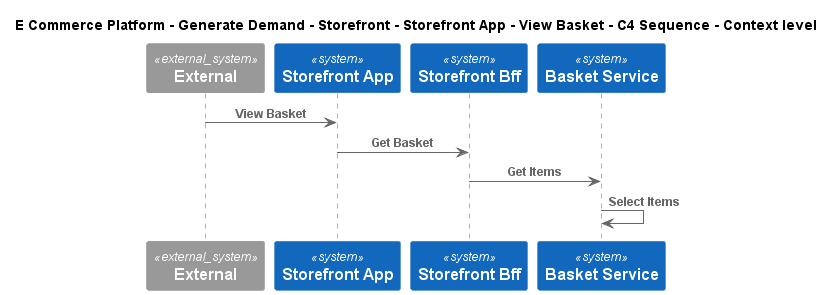 E Commerce Platform - Generate Demand - Storefront - Storefront App - View Basket - C4 Sequence - Context level
«external_system» «system» «system» «system»
External Storefront App Storefront Bff Basket Service
View Basket
Get Basket
Get Items
Select Items
«external_system» «system» «system» «system»
External Storefront App Storefront Bff Basket Service